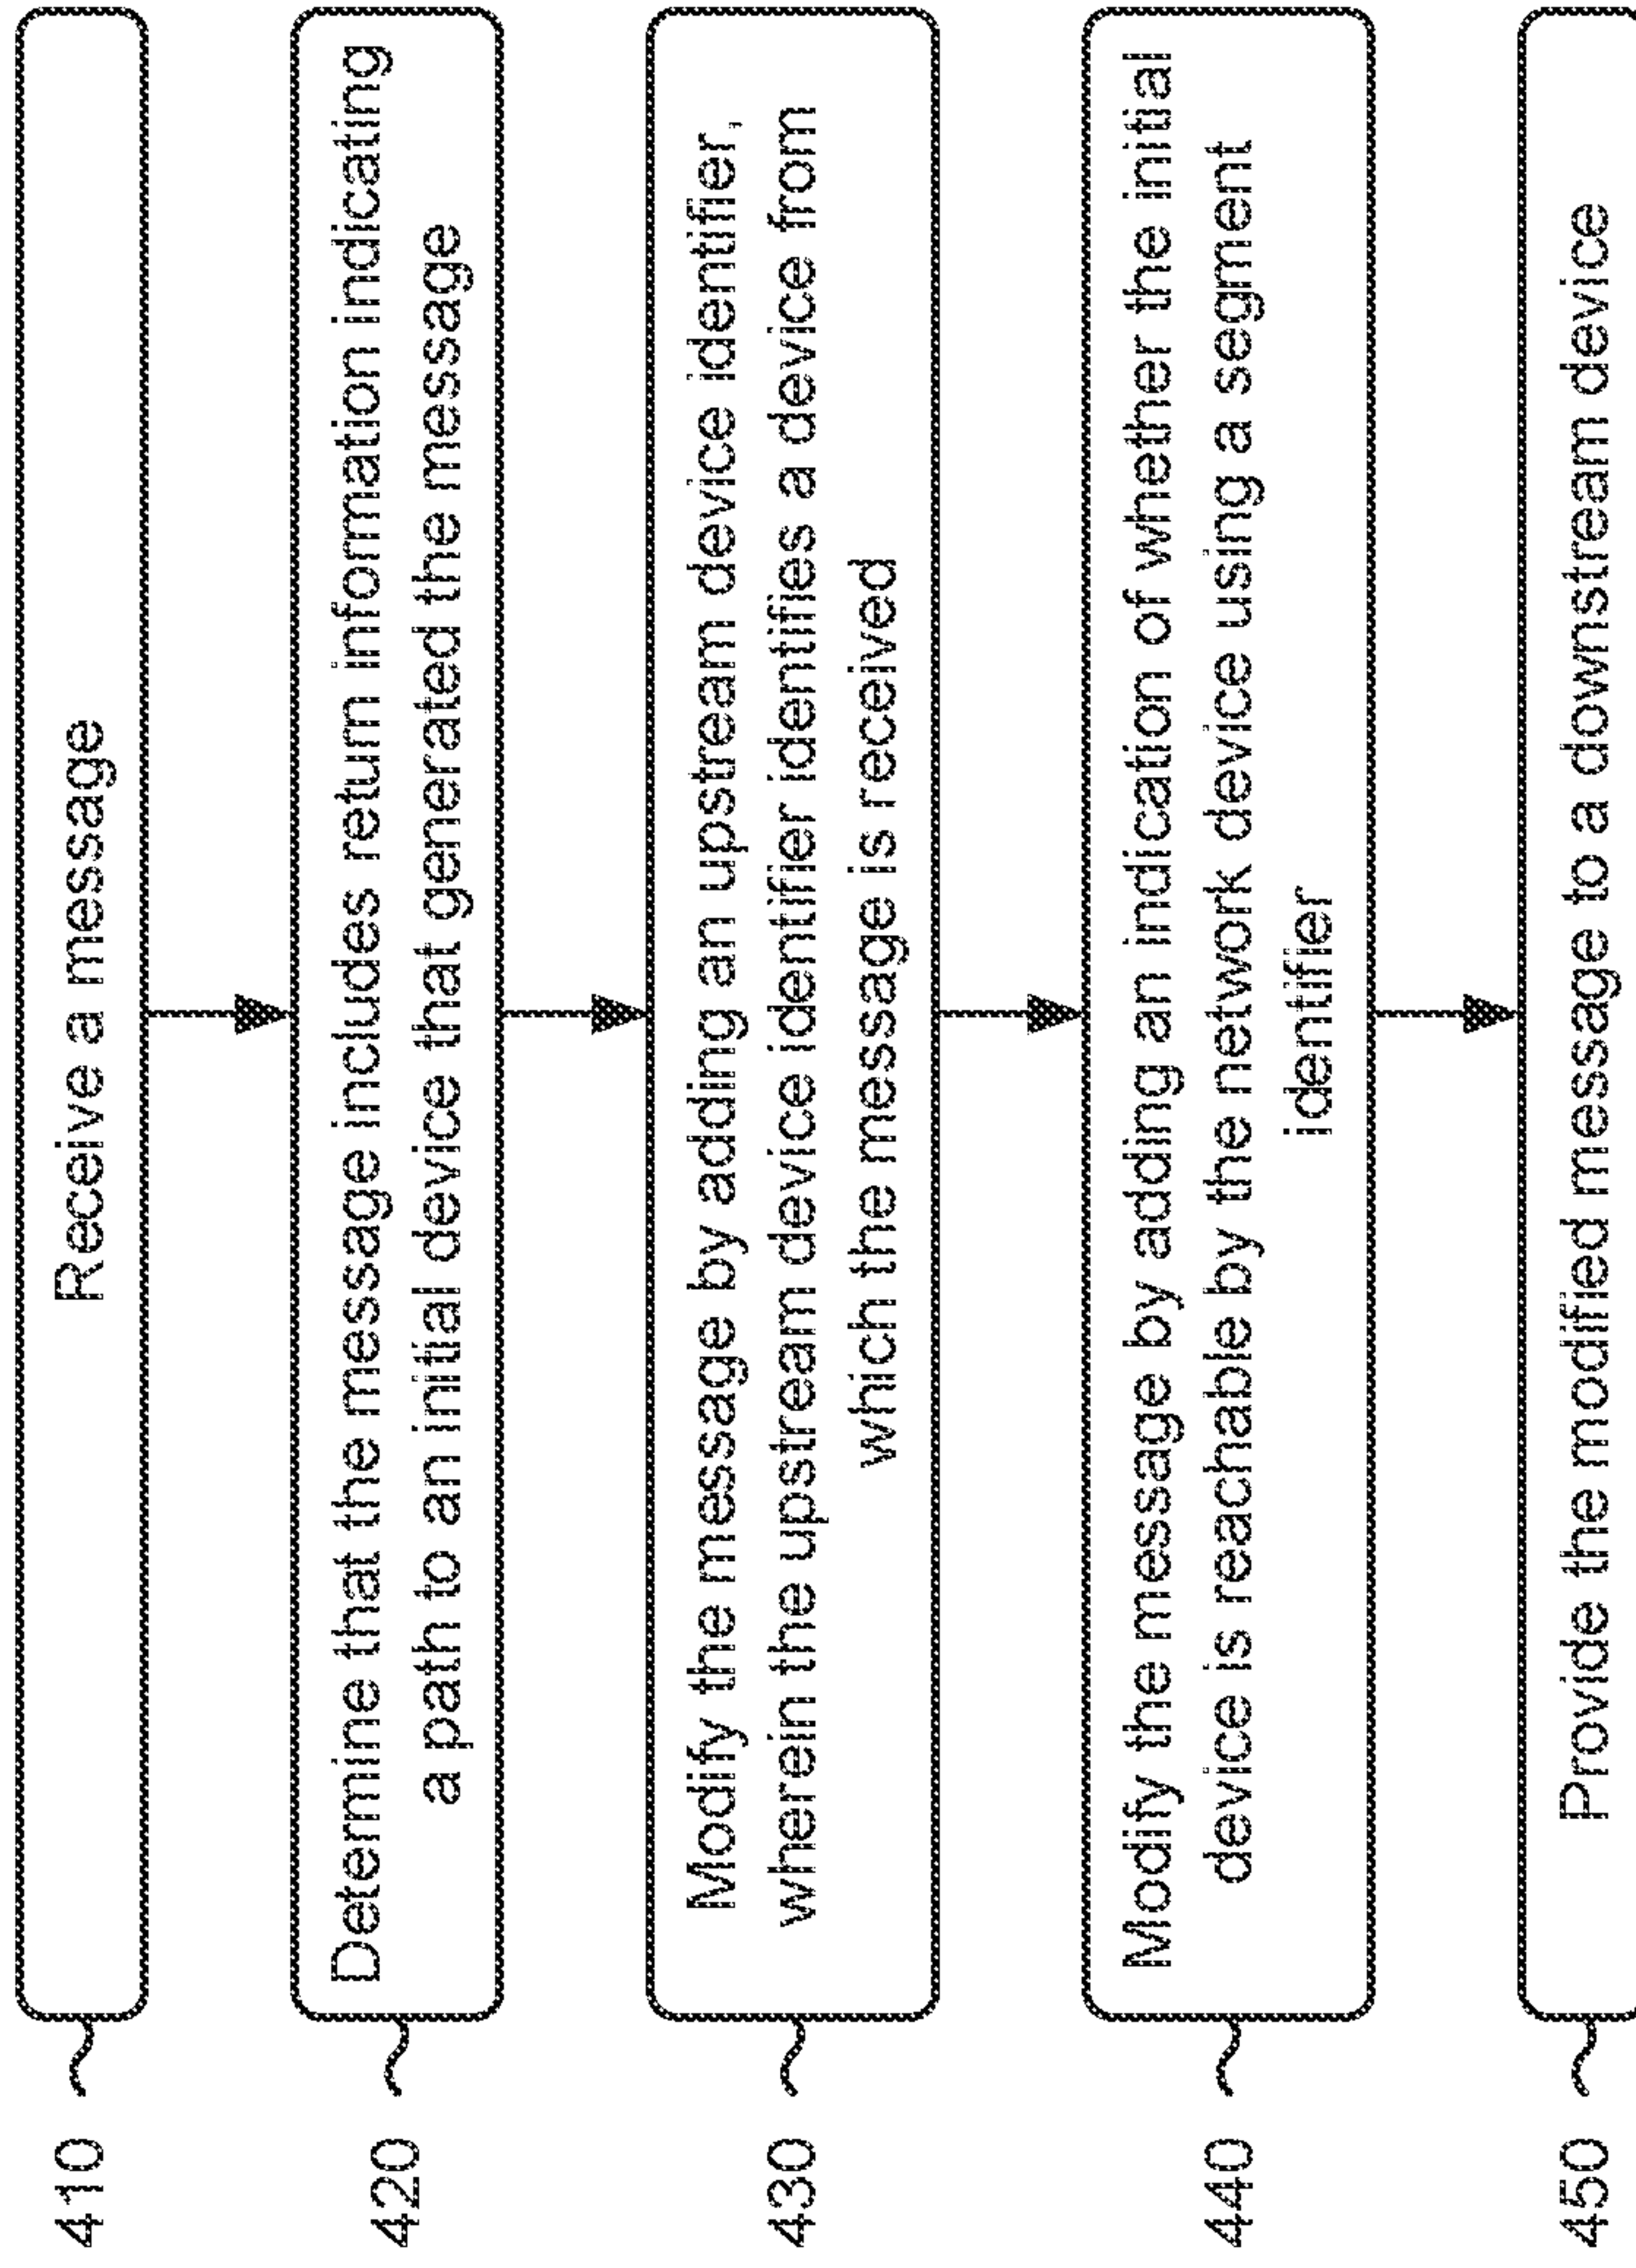 410
Receive a message
420
Determine that the message includes return information indicating
a path to an initial device that generated the message
430
Modify the message by adding an upstream device identifier,
wherein the upstream device identifier identifies a device from
which the message is received
440
Modify the message by adding an indication of whether the initial
device is reachable by the network device using a segment
identifier
450
Provide the modified message to a downstream device